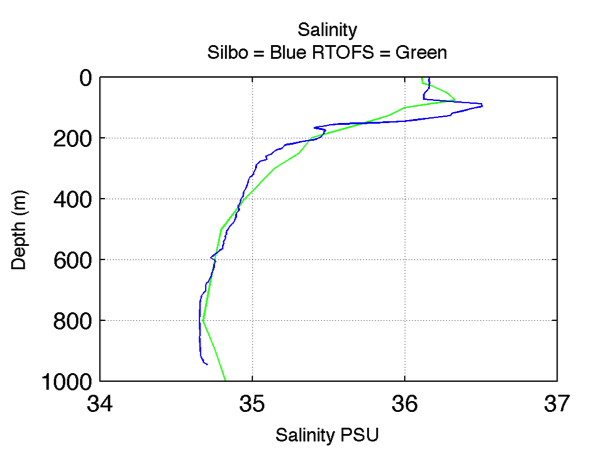 Salinity
Silbo = Blue RTOFS = Green
0
200
400
600
800
1000
Depth (m)
34 35 36 37
Salinity PSU